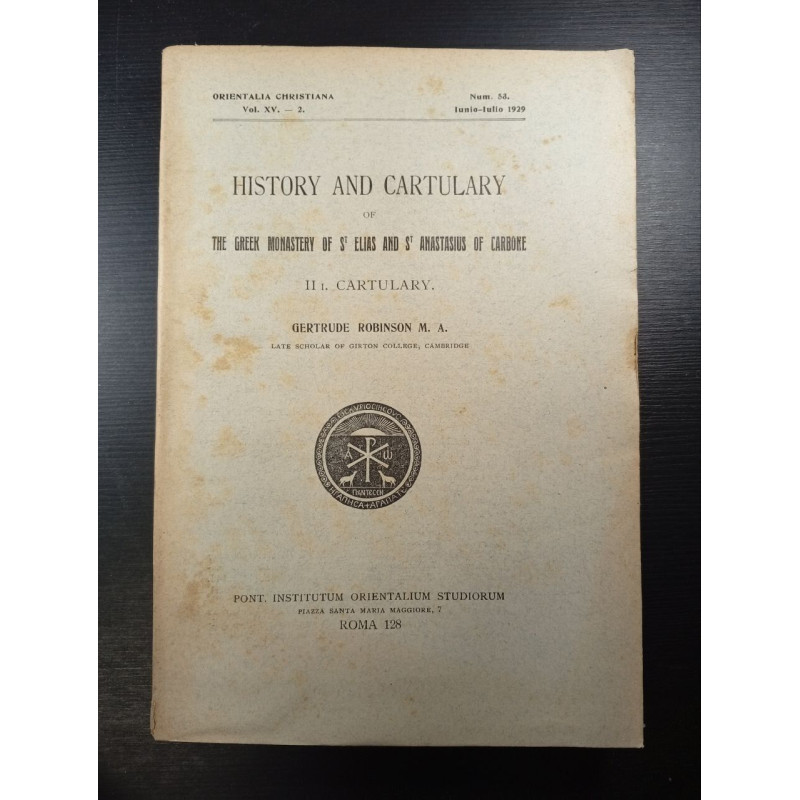 ORIENTALIA CHRISTIANA
Vol. XV. — 2.
Num. 53.
Iunio-Iulio 1929
HISTORY AND CARTULARY
OF
THE GREEK MONASTERY OF Sᵀ ELIAS AND Sᵀ ANASTASIUS OF CARBONE
II 1. CARTULARY.
GERTRUDE ROBINSON M. A.
LATE SCHOLAR OF GIRTON COLLEGE, CAMBRIDGE
Α Ω
ΠΑΝΤΕCΕΝ
PONT. INSTITUTUM ORIENTALIUM STUDIORUM
PIAZZA SANTA MARIA MAGGIORE, 7
ROMA 128